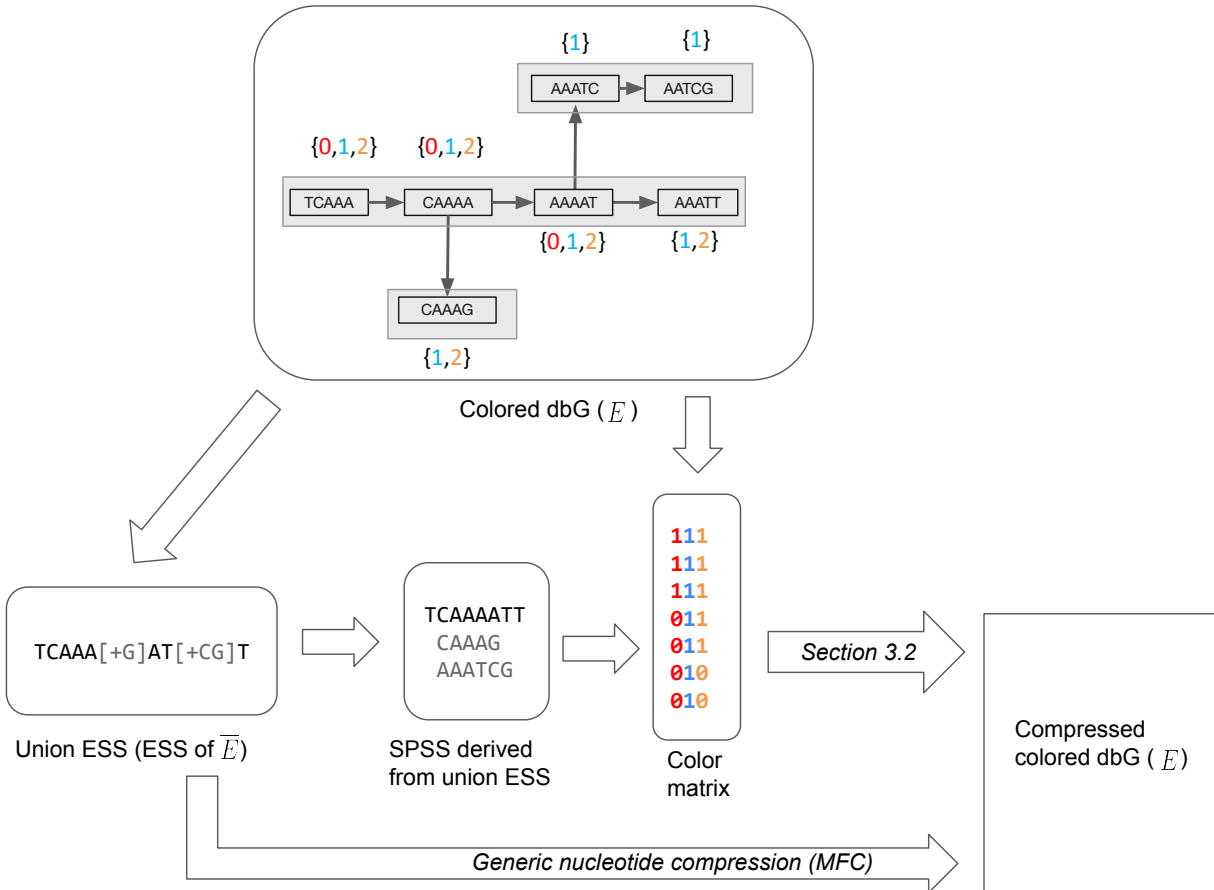 {1} {1}
AAATC AATCG
{0,1,2} {0,1,2}
TCAAA CAAAA AAAAT AAATT
{0,1,2} {1,2}
CAAAG
{1,2}
Colored dbG ( E )
TCAAA[+G]AT[+CG]T
Union ESS (ESS of E̅)
TCAAAATT
CAAAG
AAATCG
SPSS derived
from union ESS
111
111
111
011
011
010
010
Color
matrix
Section 3.2
Compressed
colored dbG ( E )
Generic nucleotide compression (MFC)